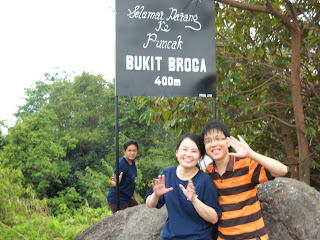 Selamat Datang
Ke
Puncak
BUKIT BROGA
400m